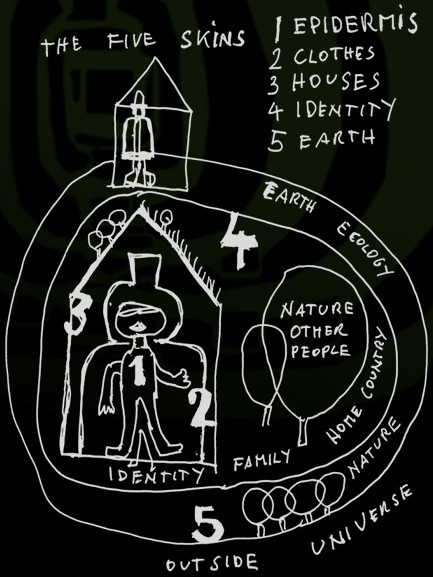 THE FIVE SKINS
1 EPIDERMIS
2 CLOTHES
3 HOUSES
4 IDENTITY
5 EARTH
EARTH ECOLOGY
4
3
NATURE
OTHER
PEOPLE
1
2
HOME COUNTRY
IDENTITY FAMILY
NATURE
5
UNIVERSE
OUTSIDE